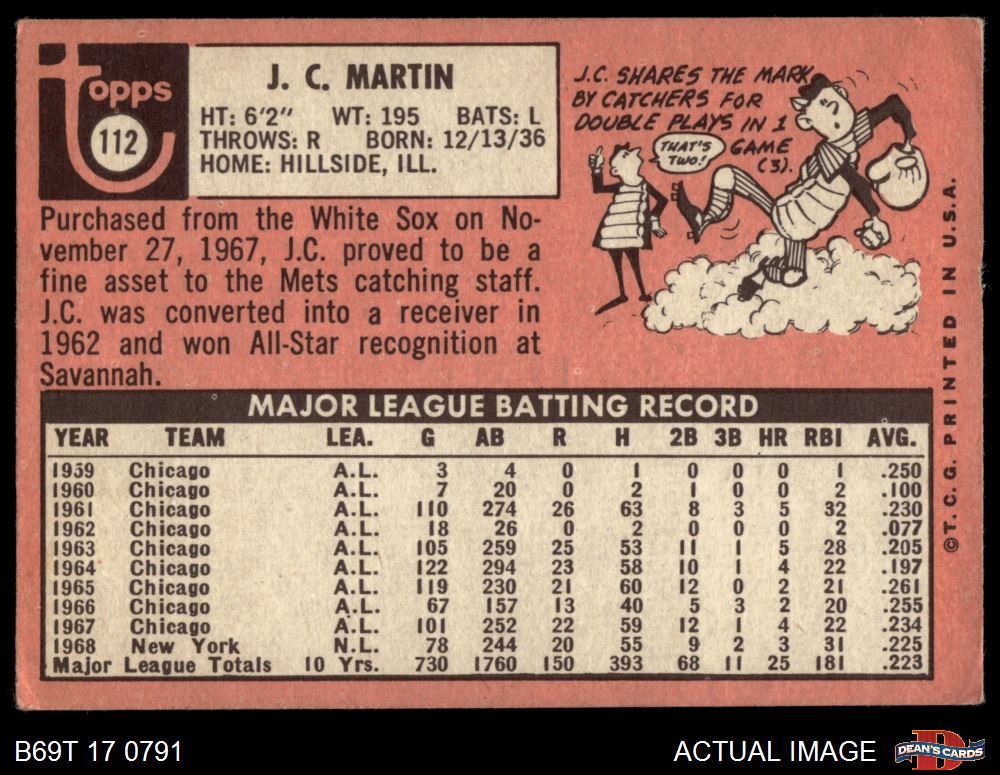 topps
112
J. C. MARTIN
HT: 6'2" WT: 195 BATS: L
THROWS: R BORN: 12/13/36
HOME: HILLSIDE, ILL.
J.C. SHARES THE MARK
BY CATCHERS FOR
DOUBLE PLAYS IN 1
GAME
(3).
THAT'S
TWO!
Purchased from the White Sox on No-
vember 27, 1967, J.C. proved to be a
fine asset to the Mets catching staff.
J.C. was converted into a receiver in
1962 and won All-Star recognition at
Savannah.
MAJOR LEAGUE BATTING RECORD
YEAR TEAM LEA. G AB R H 2B 3B HR RBI AVG.
1959 Chicago A.L. 3 4 0 1 0 0 0 1 .250
1960 Chicago A.L. 7 20 0 2 1 0 0 2 .100
1961 Chicago A.L. 110 274 26 63 8 3 5 32 .230
1962 Chicago A.L. 18 26 0 2 0 0 0 2 .077
1963 Chicago A.L. 105 259 25 53 11 1 5 28 .205
1964 Chicago A.L. 122 294 23 58 10 1 4 22 .197
1965 Chicago A.L. 119 230 21 60 12 0 2 21 .261
1966 Chicago A.L. 67 157 13 40 5 3 2 20 .255
1967 Chicago A.L. 101 252 22 59 12 1 4 22 .234
1968 New York N.L. 78 244 20 55 9 2 3 31 .225
Major League Totals 10 Yrs. 730 1760 150 393 68 11 25 181 .223
©T. C. G. PRINTED IN U.S.A.
B69T 17 0791
ACTUAL IMAGE
D
DEAN'S CARDS